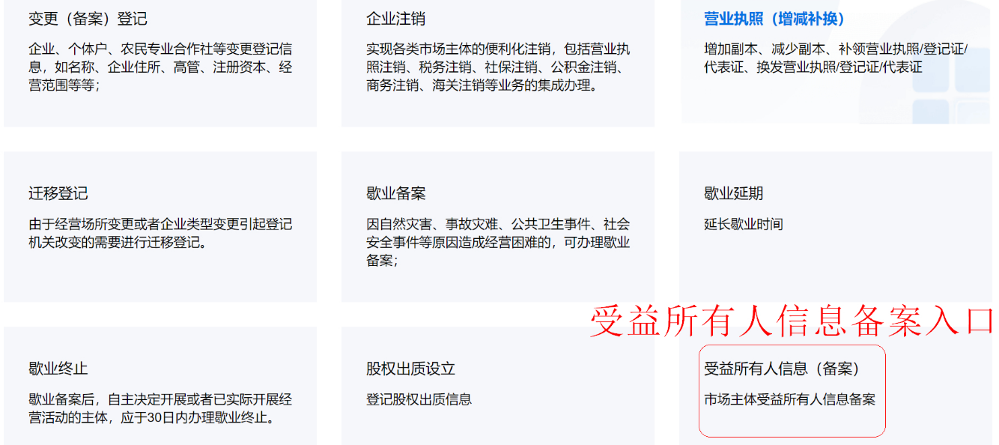 变更（备案）登记
企业、个体户、农民专业合作社等变更登记信
息，如名称、企业住所、高管、注册资本、经
营范围等等；
企业注销
实现各类市场主体的便利化注销，包括营业执
照注销、税务注销、社保注销、公积金注销、
商务注销、海关注销等业务的集成办理。
营业执照（增减补换）
增加副本、减少副本、补领营业执照/登记证/
代表证、换发营业执照/登记证/代表证
迁移登记
由于经营场所变更或者企业类型变更引起登记
机关改变的需要进行迁移登记。
歇业备案
因自然灾害、事故灾难、公共卫生事件、社会
安全事件等原因造成经营困难的，可办理歇业
备案；
歇业延期
延长歇业时间
受益所有人信息备案入口
歇业终止
歇业备案后，自主决定开展或者已实际开展经
营活动的主体，应于30日内办理歇业终止。
股权出质设立
登记股权出质信息
受益所有人信息（备案）
市场主体受益所有人信息备案